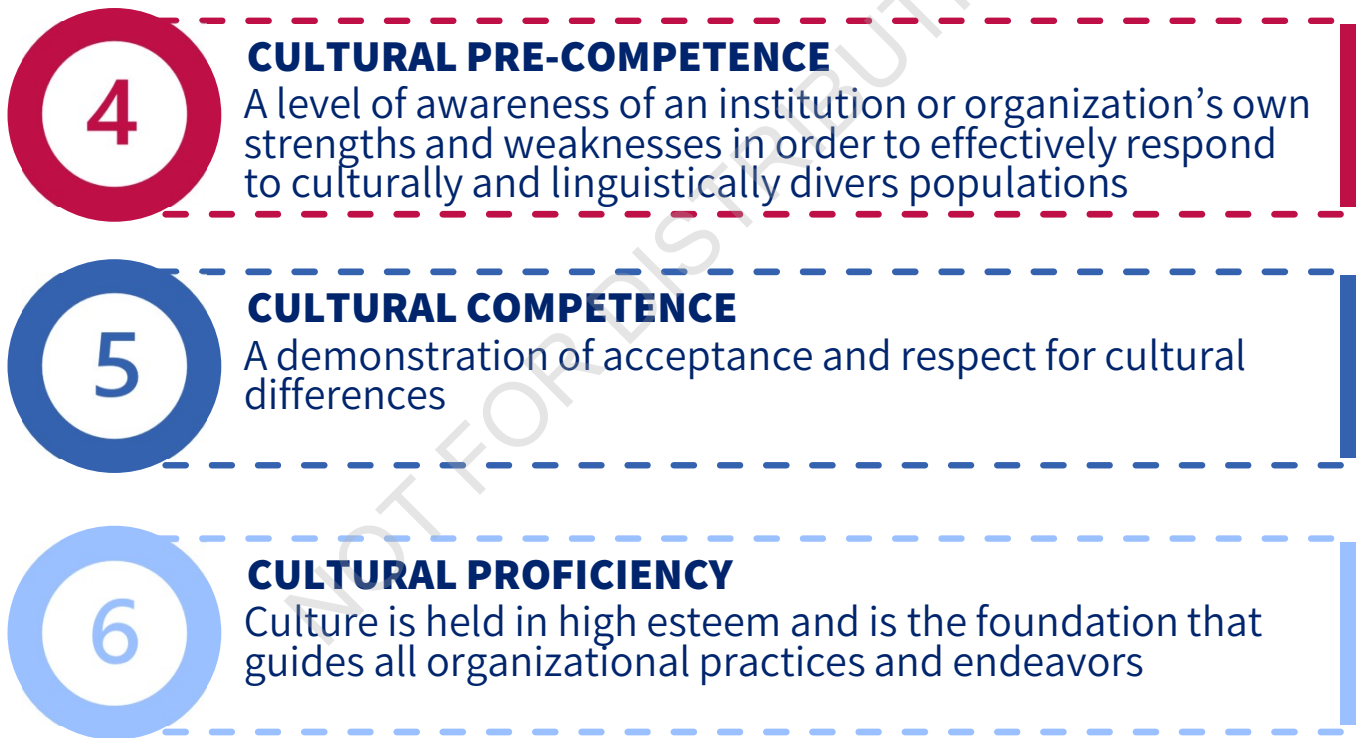 4
CULTURAL PRE-COMPETENCE
A level of awareness of an institution or organization’s own
strengths and weaknesses in order to effectively respond
to culturally and linguistically divers populations
5
CULTURAL COMPETENCE
A demonstration of acceptance and respect for cultural
differences
6
CULTURAL PROFICIENCY
Culture is held in high esteem and is the foundation that
guides all organizational practices and endeavors
NOT FOR DISTRIBUTI